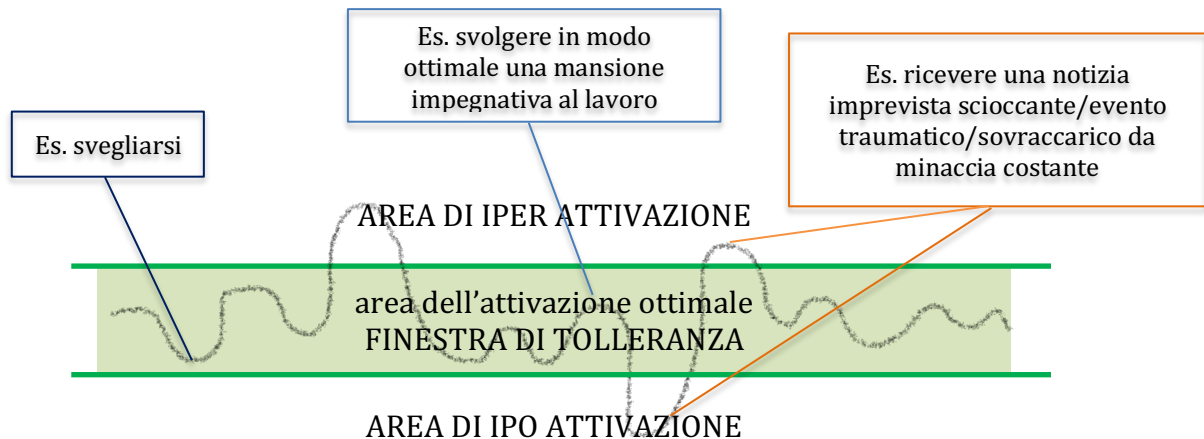 Es. svolgere in modo
ottimale una mansione
impegnativa al lavoro
Es. ricevere una notizia
imprevista scioccante/evento
traumatico/sovraccarico da
minaccia costante
Es. svegliarsi
AREA DI IPER ATTIVAZIONE
area dell’attivazione ottimale
FINESTRA DI TOLLERANZA
AREA DI IPO ATTIVAZIONE